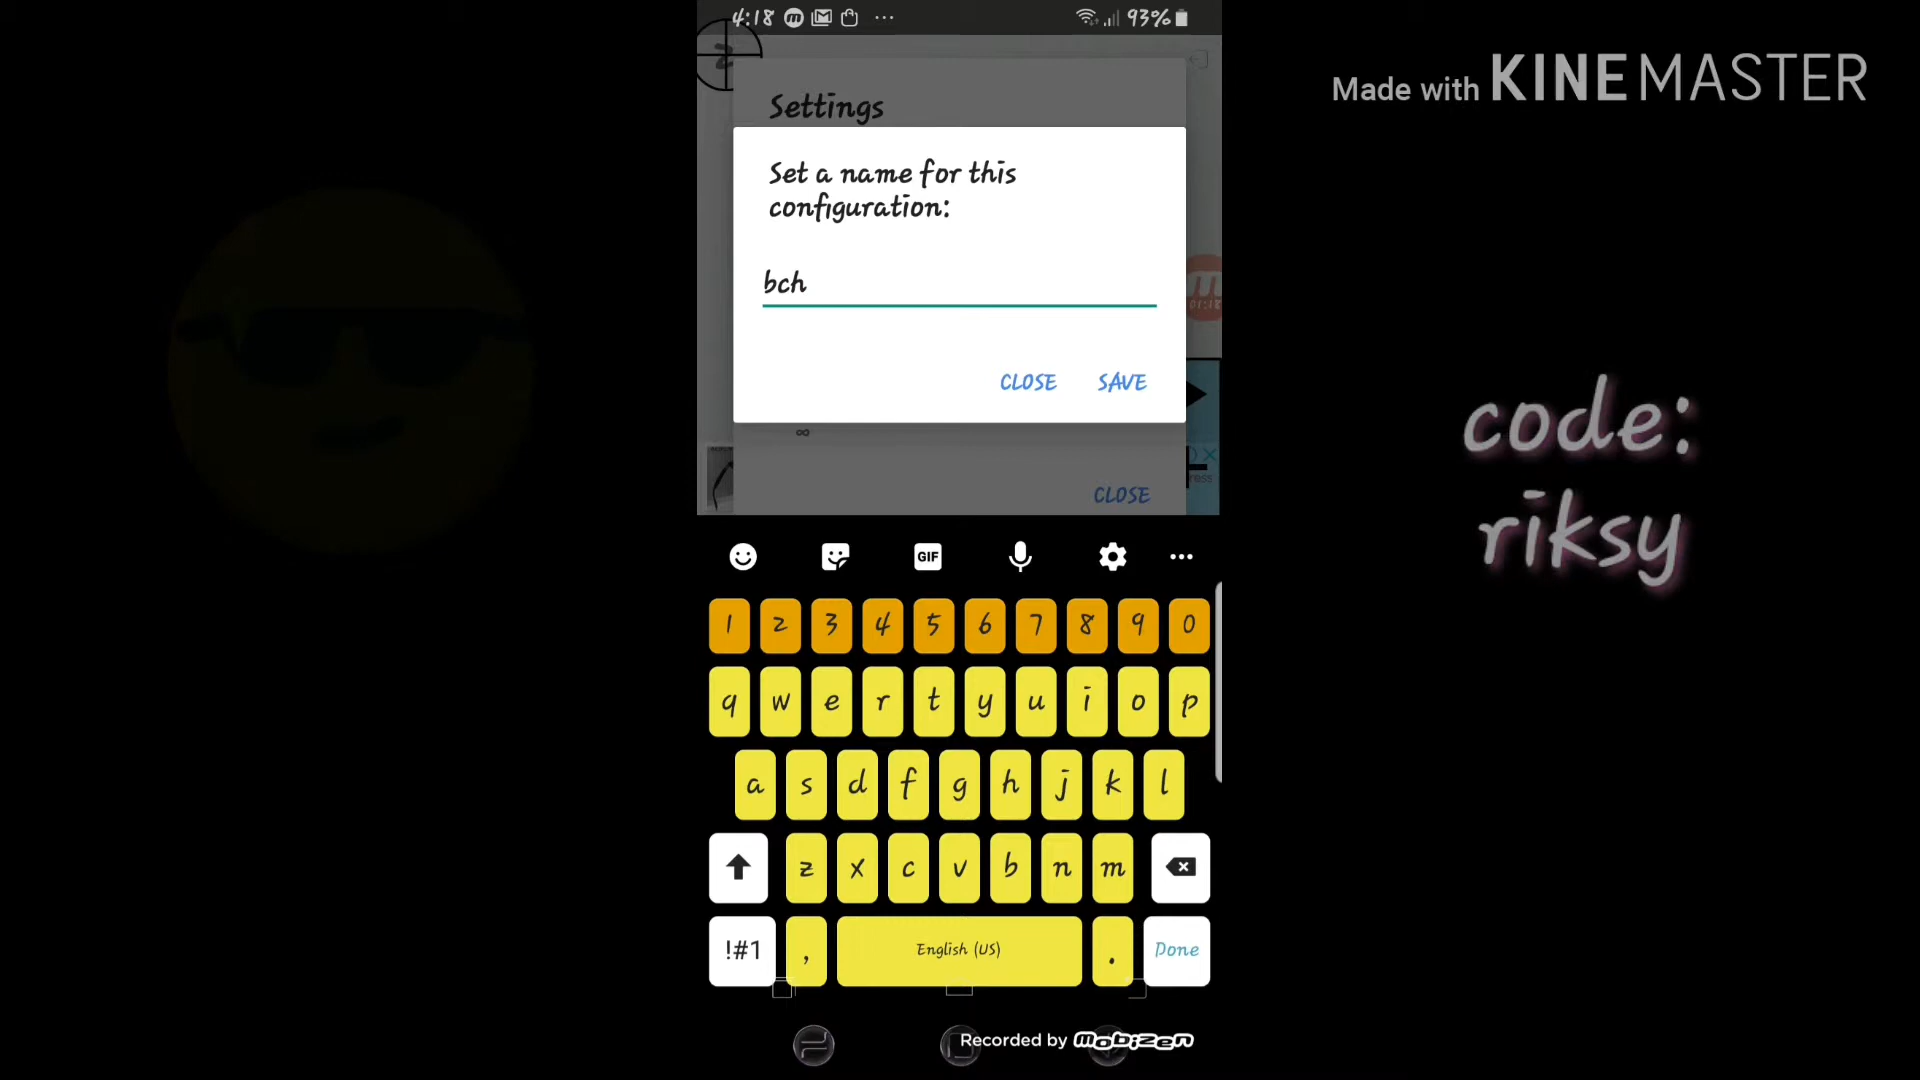 4:18
93%
Made with KINEMASTER
Settings
Set a name for this
configuration:
bch
CLOSE SAVE
∞
CLOSE
code:
riksy
GIF
1 2 3 4 5 6 7 8 9 0
q w e r t y u i o p
a s d f g h j k l
z x c v b n m
!#1 , English (US) . Done
Recorded by mobizen